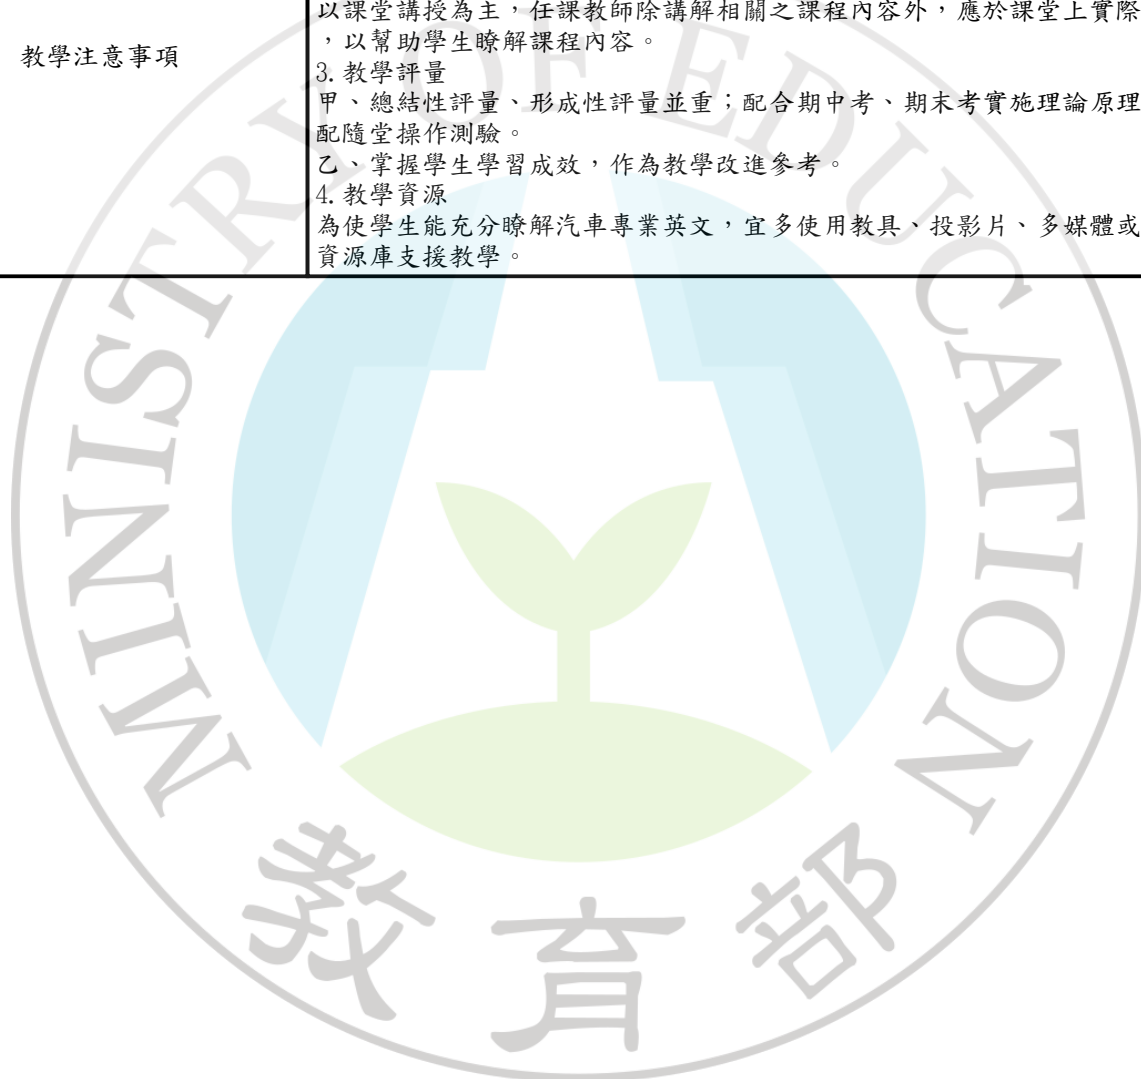 教學注意事項
以課堂講授為主，任課教師除講解相關之課程內容外，應於課堂上實際
，以幫助學生瞭解課程內容。
3.教學評量
甲、總結性評量、形成性評量並重；配合期中考、期末考實施理論原理
配隨堂操作測驗。
乙、掌握學生學習成效，作為教學改進參考。
4.教學資源
為使學生能充分瞭解汽車專業英文，宜多使用教具、投影片、多媒體或
資源庫支援教學。
MINISTRY OF EDUCATION
教育部